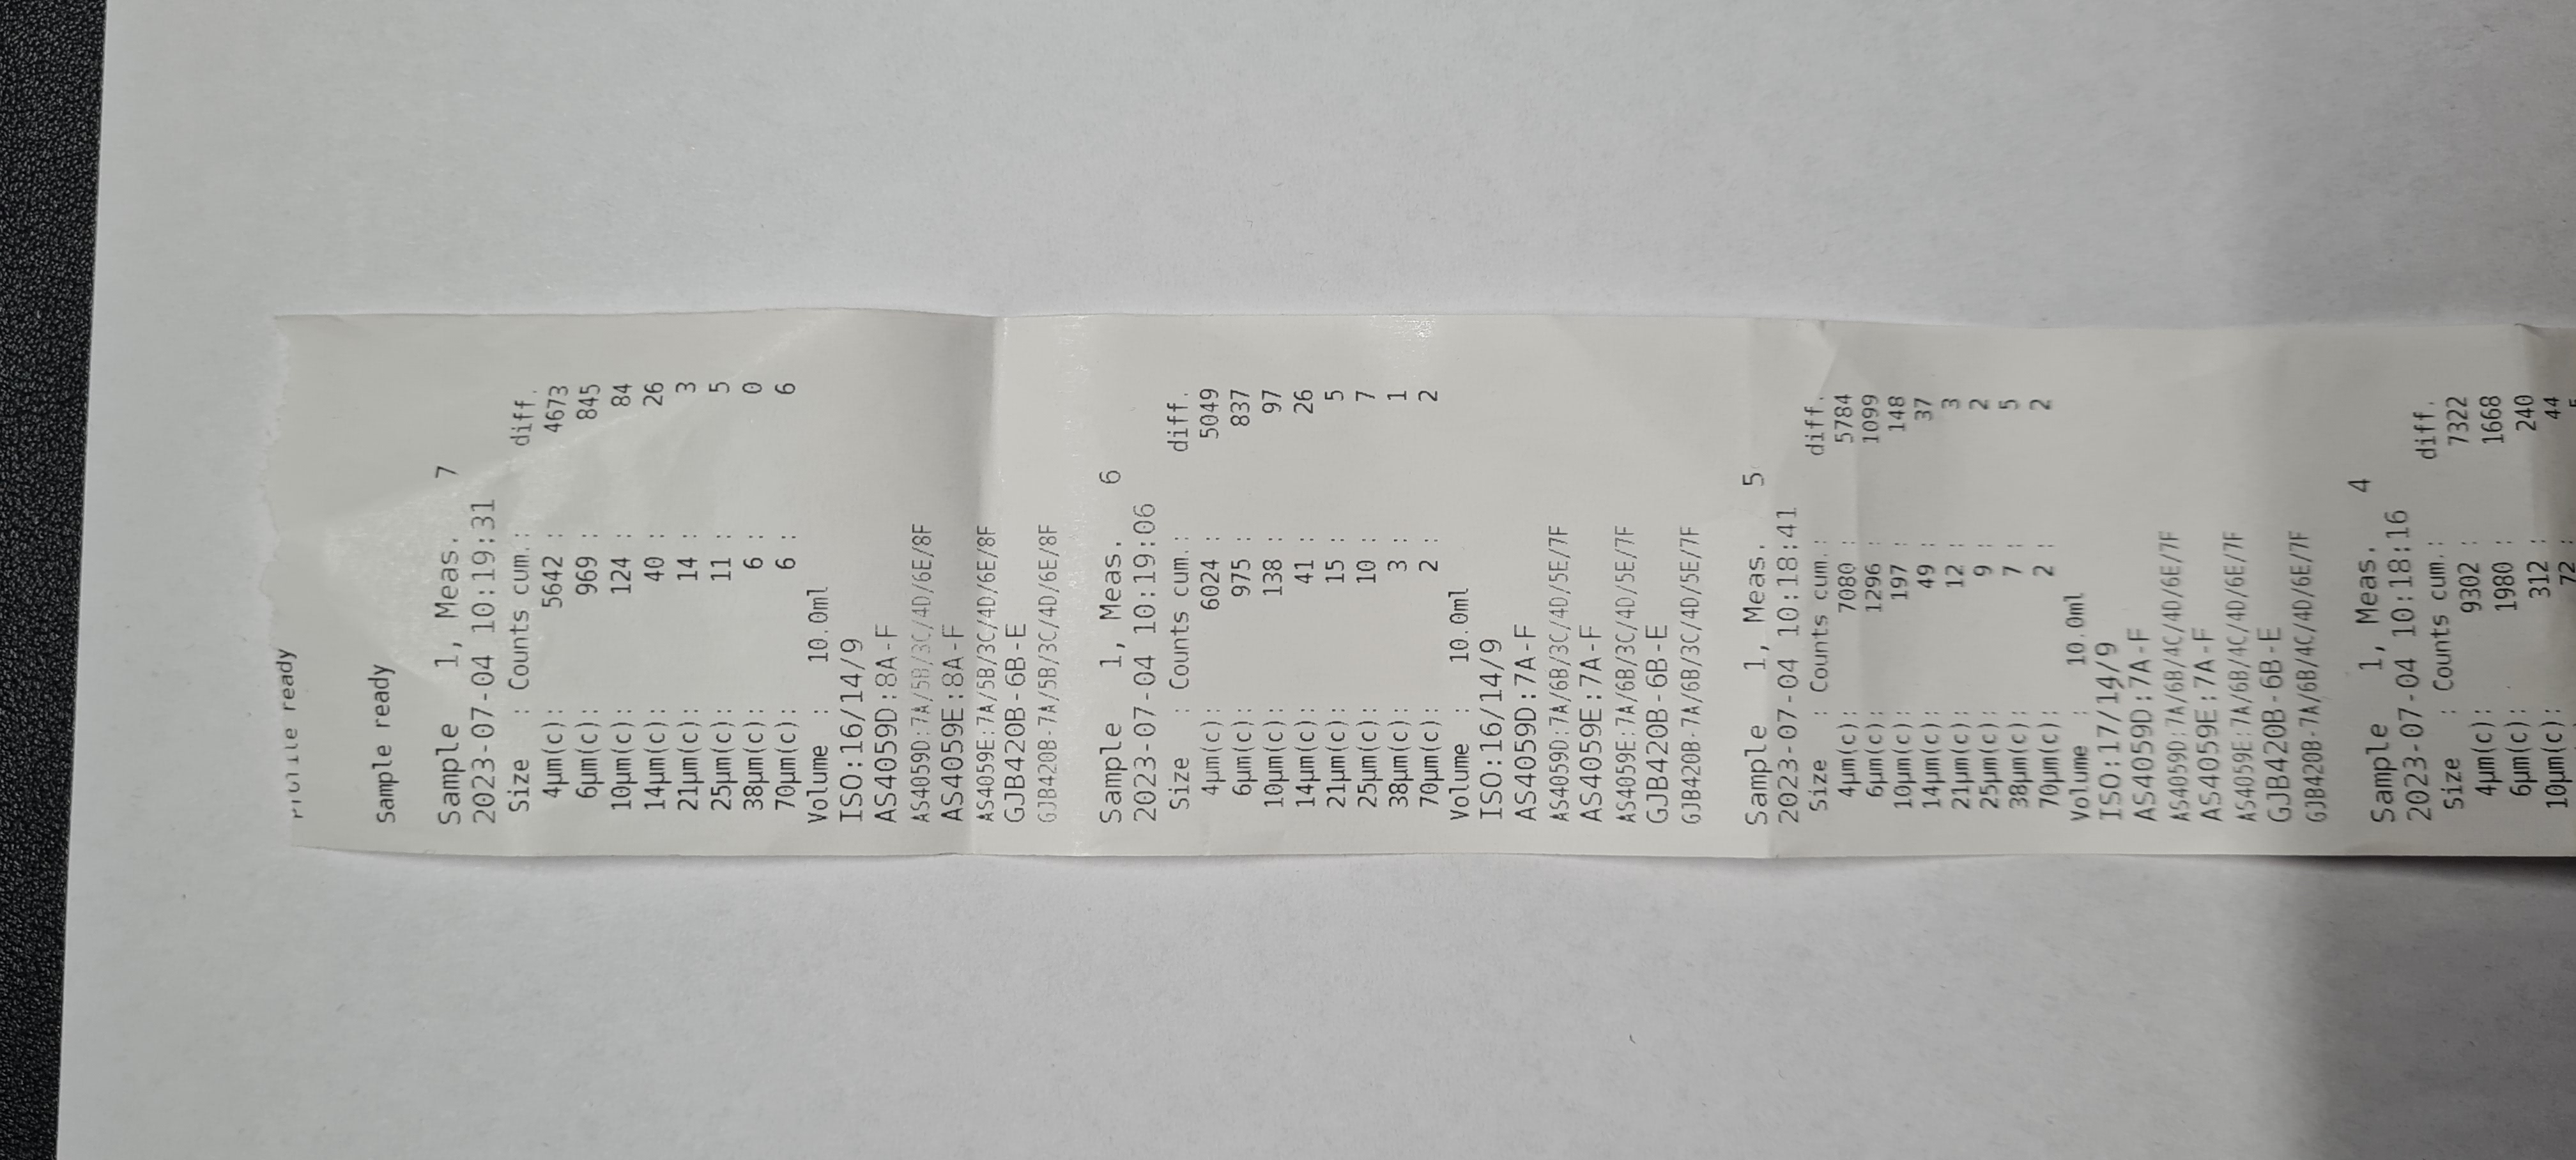 Profile ready
Sample ready
Sample 1, Meas. 7
2023-07-04 10:19:31
Size : Counts cum.: diff.
4µm(c): 5642 : 4673
6µm(c): 969 : 845
10µm(c): 124 : 84
14µm(c): 40 : 26
21µm(c): 14 : 3
25µm(c): 11 : 5
38µm(c): 6 : 0
70µm(c): 6 : 6
Volume : 10.0ml
ISO:16/14/9
AS4059D:8A-F
AS4059D:7A/5B/3C/4D/6E/8F
AS4059E:8A-F
AS4059E:7A/5B/3C/4D/6E/8F
GJB420B-6B-E
GJB420B-7A/5B/3C/4D/6E/8F
Sample 1, Meas. 6
2023-07-04 10:19:06
Size : Counts cum.: diff.
4µm(c): 6024 : 5049
6µm(c): 975 : 837
10µm(c): 138 : 97
14µm(c): 41 : 26
21µm(c): 15 : 5
25µm(c): 10 : 7
38µm(c): 3 : 1
70µm(c): 2 : 2
Volume : 10.0ml
ISO:16/14/9
AS4059D:7A-F
AS4059D:7A/6B/3C/4D/5E/7F
AS4059E:7A-F
AS4059E:7A/6B/3C/4D/5E/7F
GJB420B-6B-E
GJB420B-7A/6B/3C/4D/5E/7F
Sample 1, Meas. 5
2023-07-04 10:18:41
Size : Counts cum.: diff.
4µm(c): 7080 : 5784
6µm(c): 1296 : 1099
10µm(c): 197 : 148
14µm(c): 49 : 37
21µm(c): 12 : 3
25µm(c): 9 : 2
38µm(c): 7 : 5
70µm(c): 2 : 2
Volume : 10.0ml
ISO:17/14/9
AS4059D:7A-F
AS4059D:7A/6B/4C/4D/6E/7F
AS4059E:7A-F
AS4059E:7A/6B/4C/4D/6E/7F
GJB420B-6B-E
GJB420B-7A/6B/4C/4D/6E/7F
Sample 1, Meas. 4
2023-07-04 10:18:16
Size : Counts cum.: diff.
4µm(c): 9302 : 7322
6µm(c): 1980 : 1668
10µm(c): 312 : 240
72 : 44